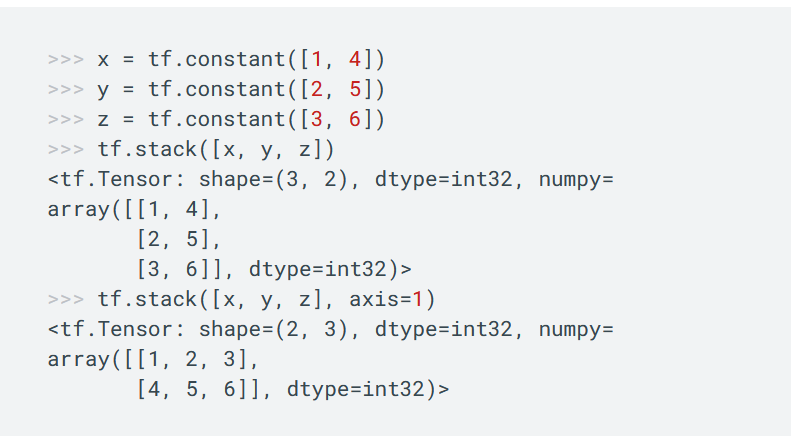 >>> x = tf.constant([1, 4])
>>> y = tf.constant([2, 5])
>>> z = tf.constant([3, 6])
>>> tf.stack([x, y, z])
<tf.Tensor: shape=(3, 2), dtype=int32, numpy=
array([[1, 4],
       [2, 5],
       [3, 6]], dtype=int32)>
>>> tf.stack([x, y, z], axis=1)
<tf.Tensor: shape=(2, 3), dtype=int32, numpy=
array([[1, 2, 3],
       [4, 5, 6]], dtype=int32)>